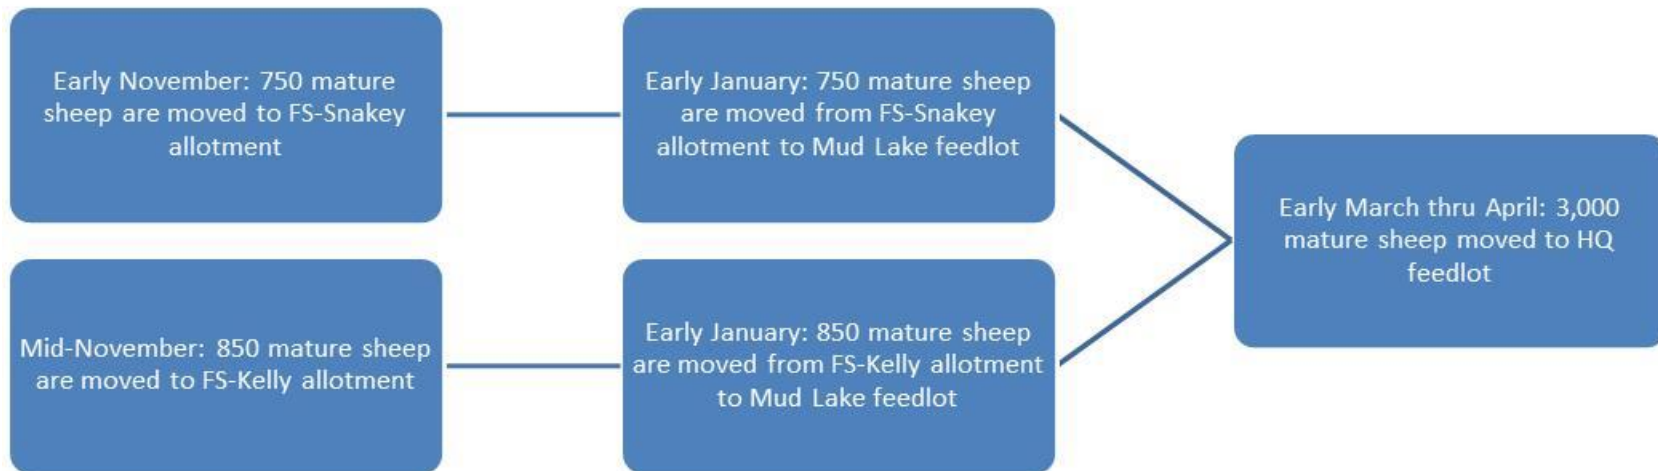 Early November: 750 mature
sheep are moved to FS-Snakey
allotment
Early January: 750 mature sheep
are moved from FS-Snakey
allotment to Mud Lake feedlot
Early March thru April: 3,000
mature sheep moved to HQ
feedlot
Mid-November: 850 mature sheep
are moved to FS-Kelly allotment
Early January: 850 mature sheep
are moved from FS-Kelly allotment
to Mud Lake feedlot